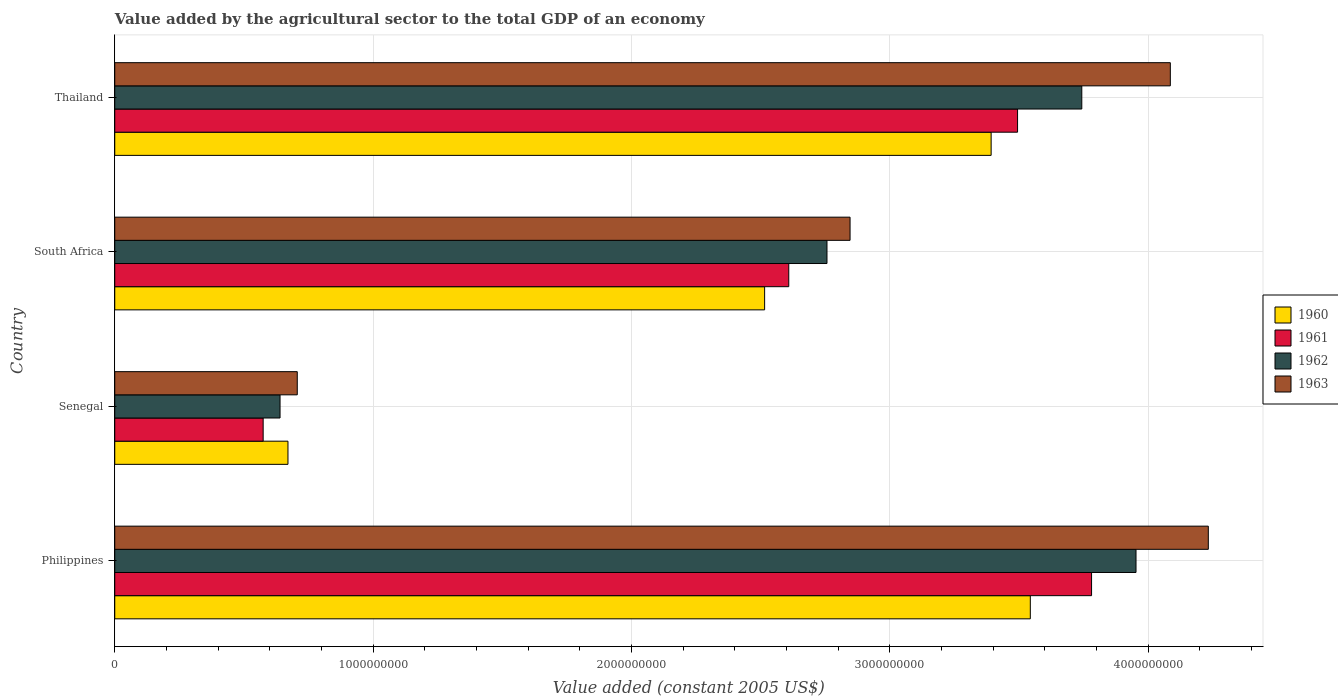 Value added by the agricultural sector to the total GDP of an economy
Thailand
South Africa
Senegal
Philippines
Country
1000000000
2000000000
3000000000
4000000000
Value added (constant 2005 US$)
1960
1961
1962
1963